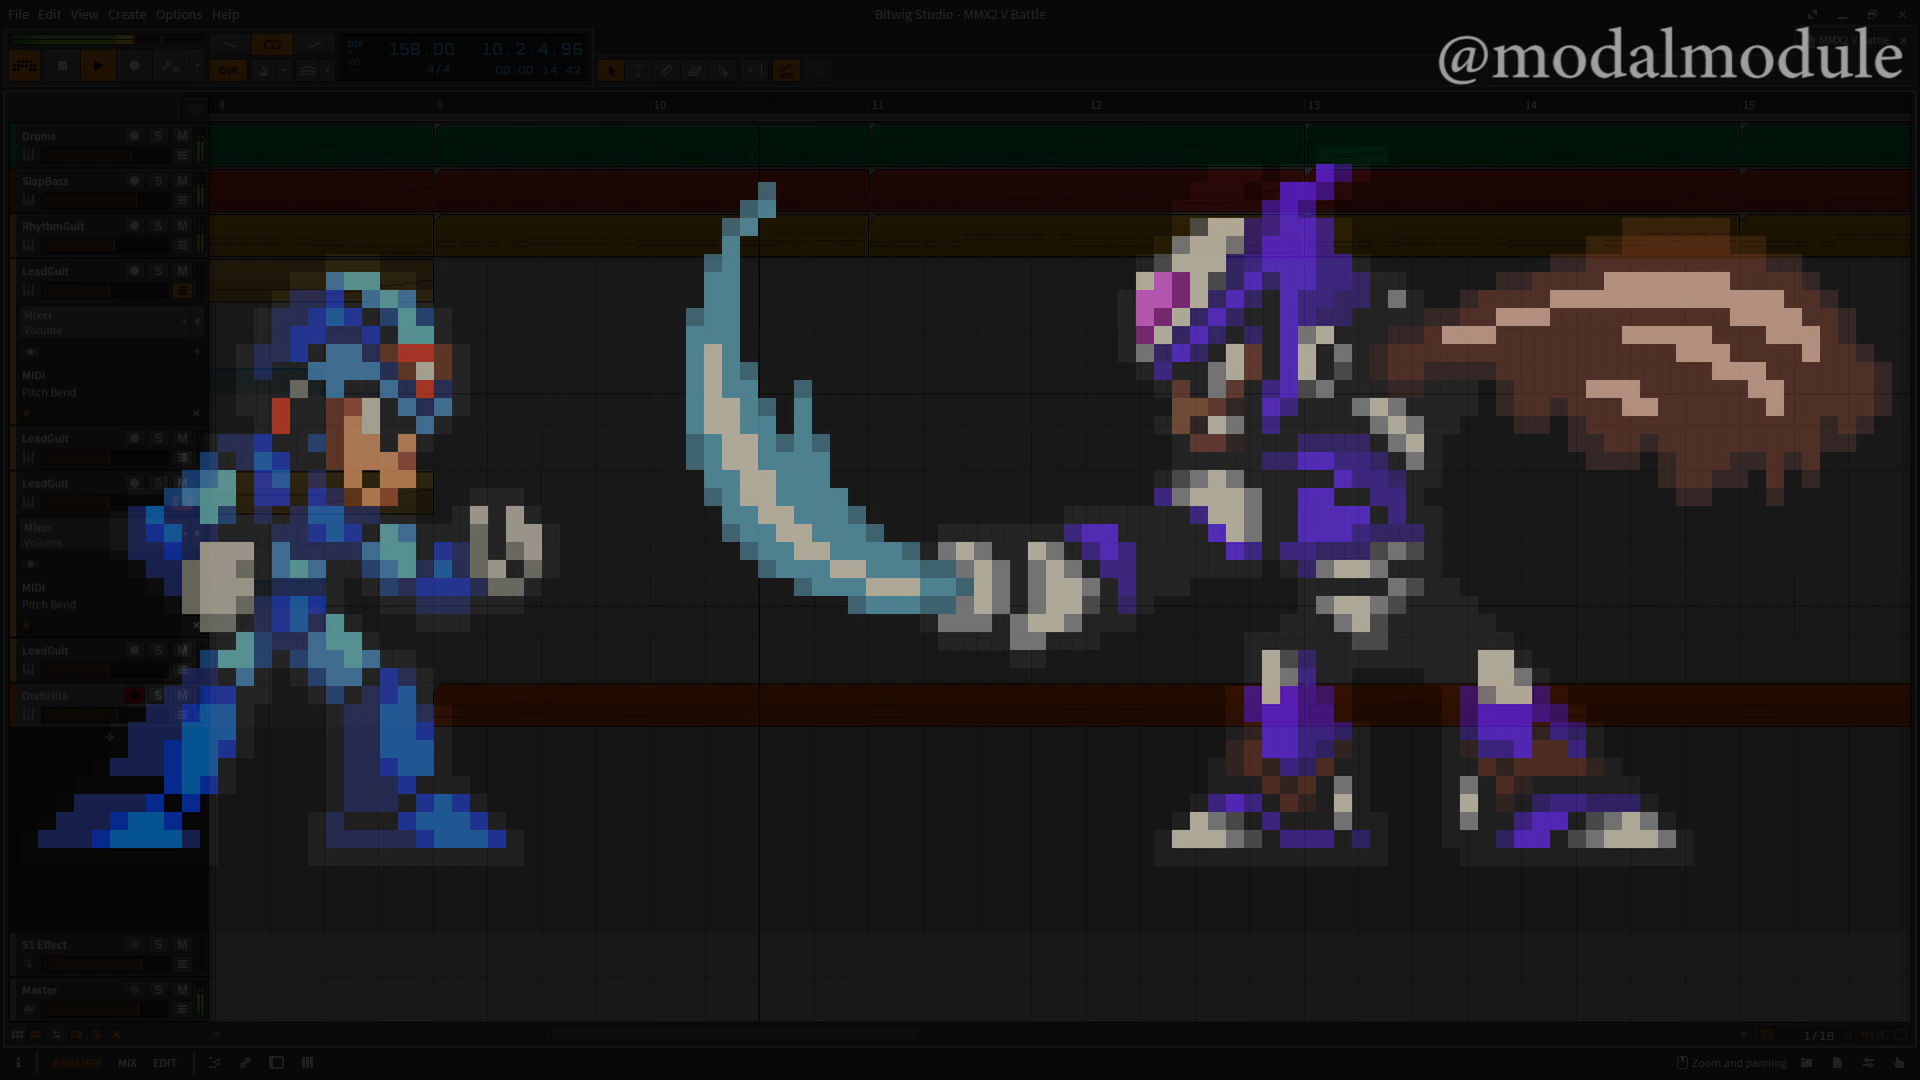 File Edit View Create Options Help
Bitwig Studio - MMX2 V Battle
@modalmodule
DSP 158.00 10.2.4.96
I/O 4/4 00:00:14.42
OVR
8 9 10 11 12 13 14 15
Drums S M
SlapBass S M
RhythmGuit S M
LeadGuit S M
Mixer
Volume
MIDI
Pitch Bend
LeadGuit S M
LeadGuit S M
Mixer
Volume
MIDI
Pitch Bend
LeadGuit S M
OrchHits S M
S1 Effect S M
Master S M
1/16
ARRANGE MIX EDIT
Zoom and panning